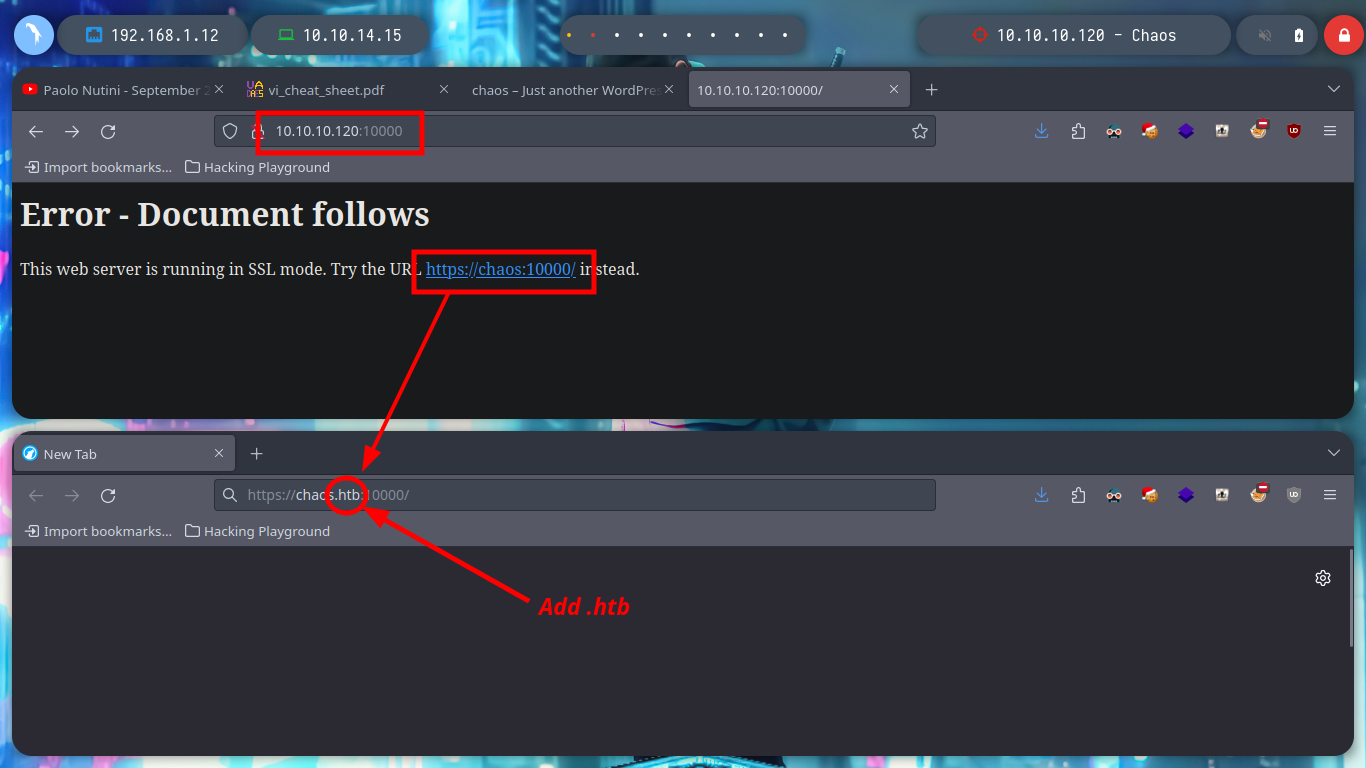 192.168.1.12 10.10.14.15 10.10.10.120 - Chaos
Paolo Nutini - September 2 vi_cheat_sheet.pdf chaos – Just another WordPres 10.10.10.120:10000/
10.10.10.120:10000
Import bookmarks... Hacking Playground
Error - Document follows
This web server is running in SSL mode. Try the URL https://chaos:10000/ instead.
New Tab
https://chaos.htb:10000/
Import bookmarks... Hacking Playground
Add .htb